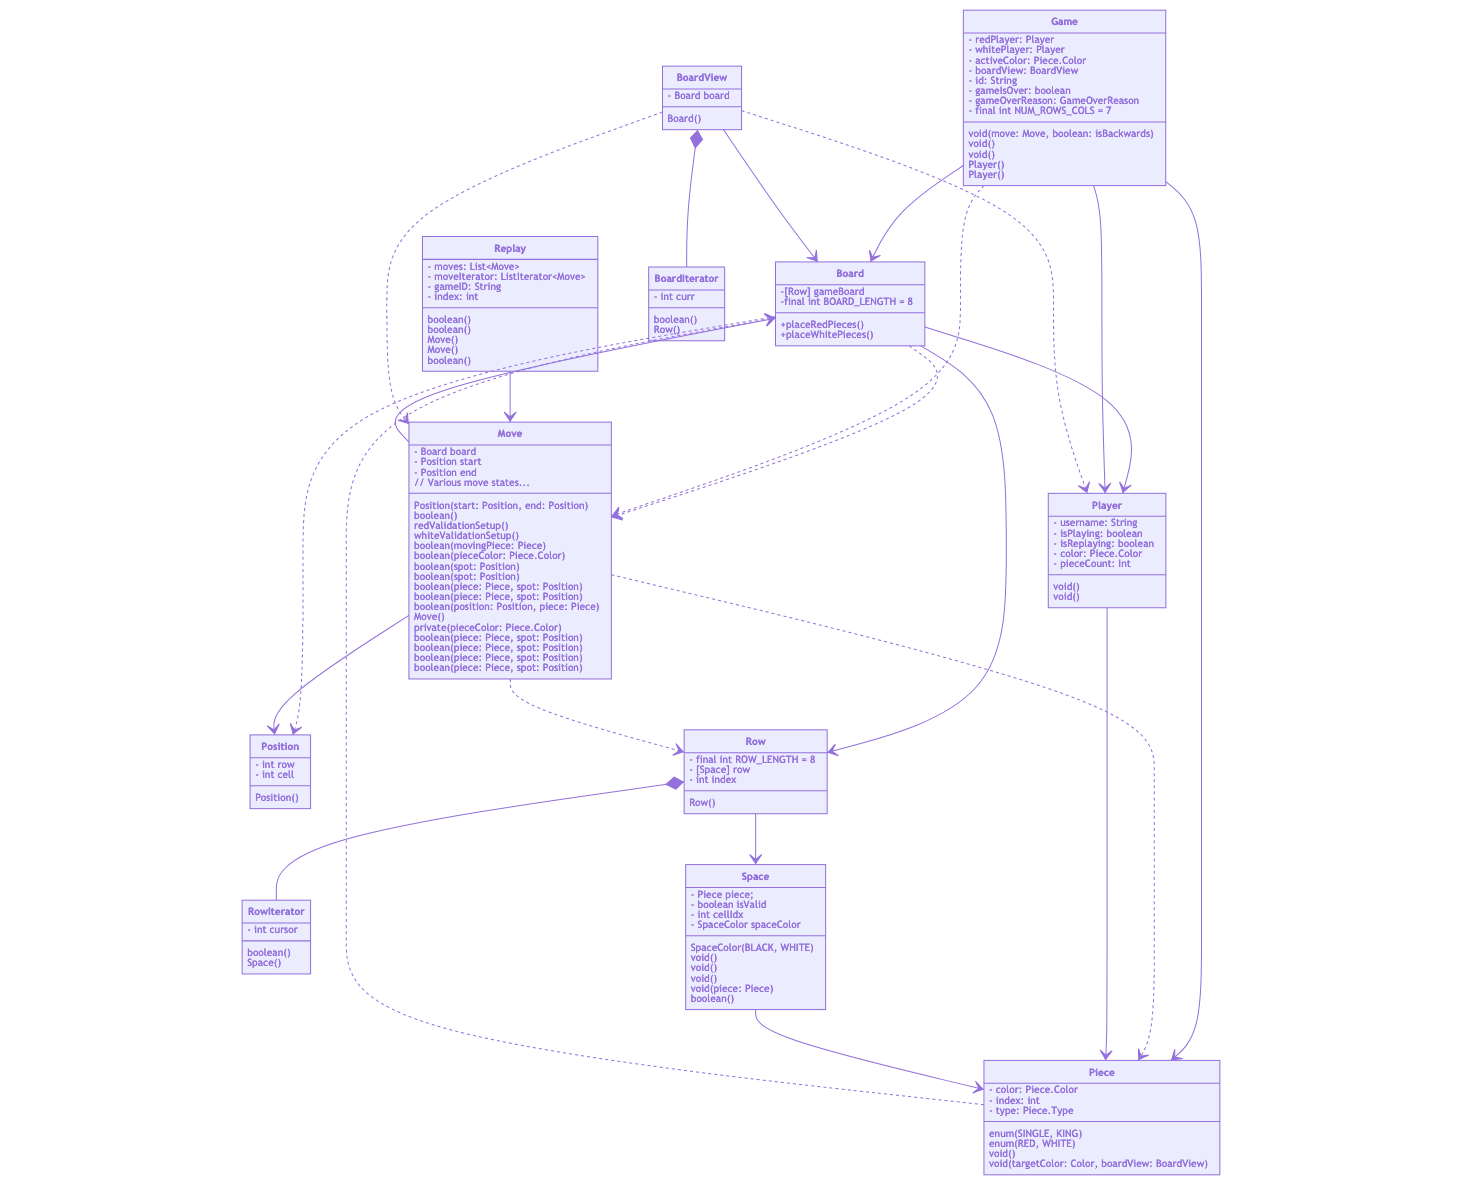 Game
- redPlayer: Player
- whitePlayer: Player
- activeColor: Piece.Color
- boardView: BoardView
- id: String
- gameIsOver: boolean
- gameOverReason: GameOverReason
- final int NUM_ROWS_COLS = 7
void(move: Move, boolean: isBackwards)
void()
void()
Player()
Player()
BoardView
- Board board
Board()
Replay
- moves: List<Move>
- moveIterator: ListIterator<Move>
- gameID: String
- index: int
boolean()
boolean()
Move()
Move()
boolean()
BoardIterator
- int curr
boolean()
Row()
Board
-[Row] gameBoard
-final int BOARD_LENGTH = 8
+placeRedPieces()
+placeWhitePieces()
Move
- Board board
- Position start
- Position end
// Various move states...
Position(start: Position, end: Position)
boolean()
redValidationSetup()
whiteValidationSetup()
boolean(movingPiece: Piece)
boolean(pieceColor: Piece.Color)
boolean(spot: Position)
boolean(spot: Position)
boolean(piece: Piece, spot: Position)
boolean(piece: Piece, spot: Position)
boolean(position: Position, piece: Piece)
Move()
private(pieceColor: Piece.Color)
boolean(piece: Piece, spot: Position)
boolean(piece: Piece, spot: Position)
boolean(piece: Piece, spot: Position)
boolean(piece: Piece, spot: Position)
Player
- username: String
- isPlaying: boolean
- isReplaying: boolean
- color: Piece.Color
- pieceCount: Int
void()
void()
Position
- int row
- int cell
Position()
Row
- final int ROW_LENGTH = 8
- [Space] row
- int index
Row()
Space
- Piece piece;
- boolean isValid
- int cellIdx
- SpaceColor spaceColor
SpaceColor(BLACK, WHITE)
void()
void()
void()
void(piece: Piece)
boolean()
RowIterator
- int cursor
boolean()
Space()
Piece
- color: Piece.Color
- index: int
- type: Piece.Type
enum(SINGLE, KING)
enum(RED, WHITE)
void()
void(targetColor: Color, boardView: BoardView)